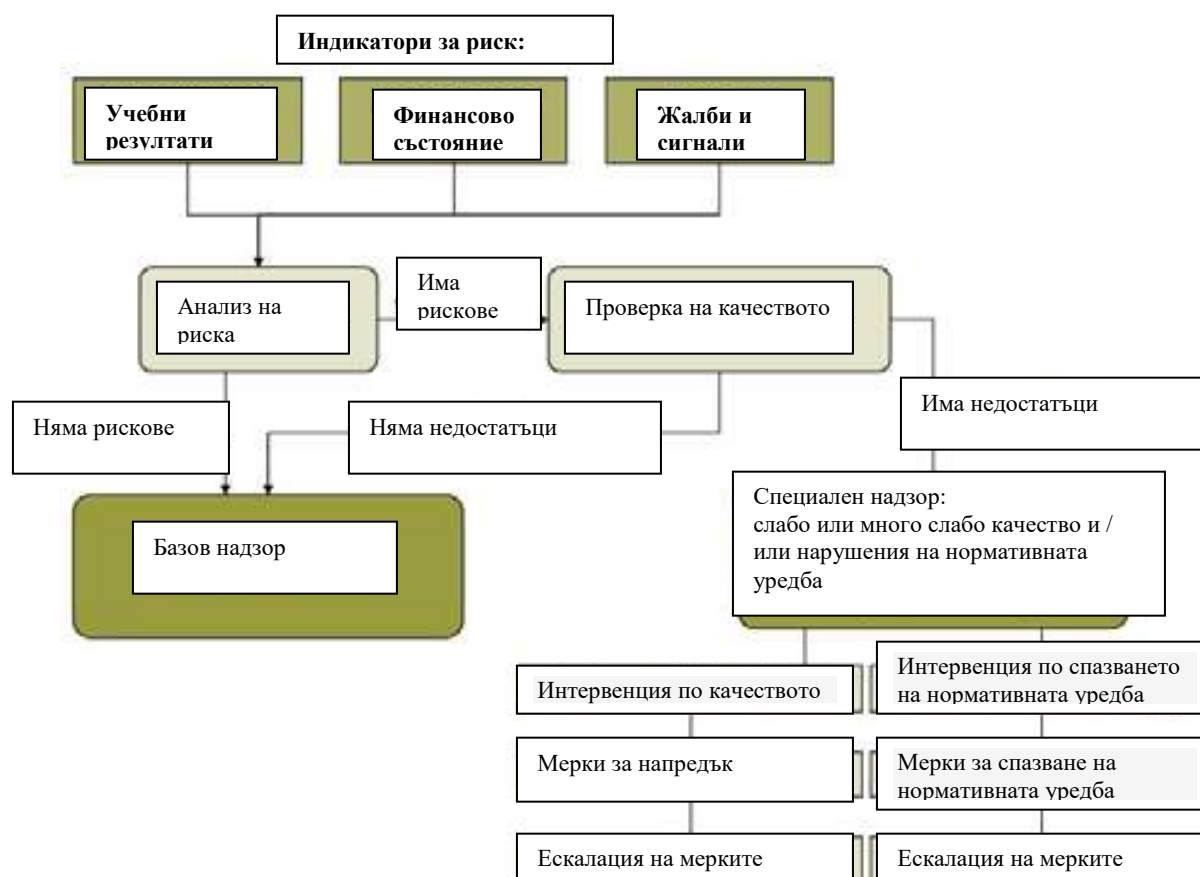 Индикатори за риск:
Учебни
резултати
Финансово
състояние
Жалби и
сигнали
Анализ на
риска
Има
рискове
Проверка на качеството
Няма рискове
Няма недостатъци
Има недостатъци
Базов надзор
Специален надзор:
слабо или много слабо качество и /
или нарушения на нормативната
уредба
Интервенция по качеството
Интервенция по спазването
на нормативната уредба
Мерки за напредък
Мерки за спазване на
нормативната уредба
Ескалация на мерките
Ескалация на мерките